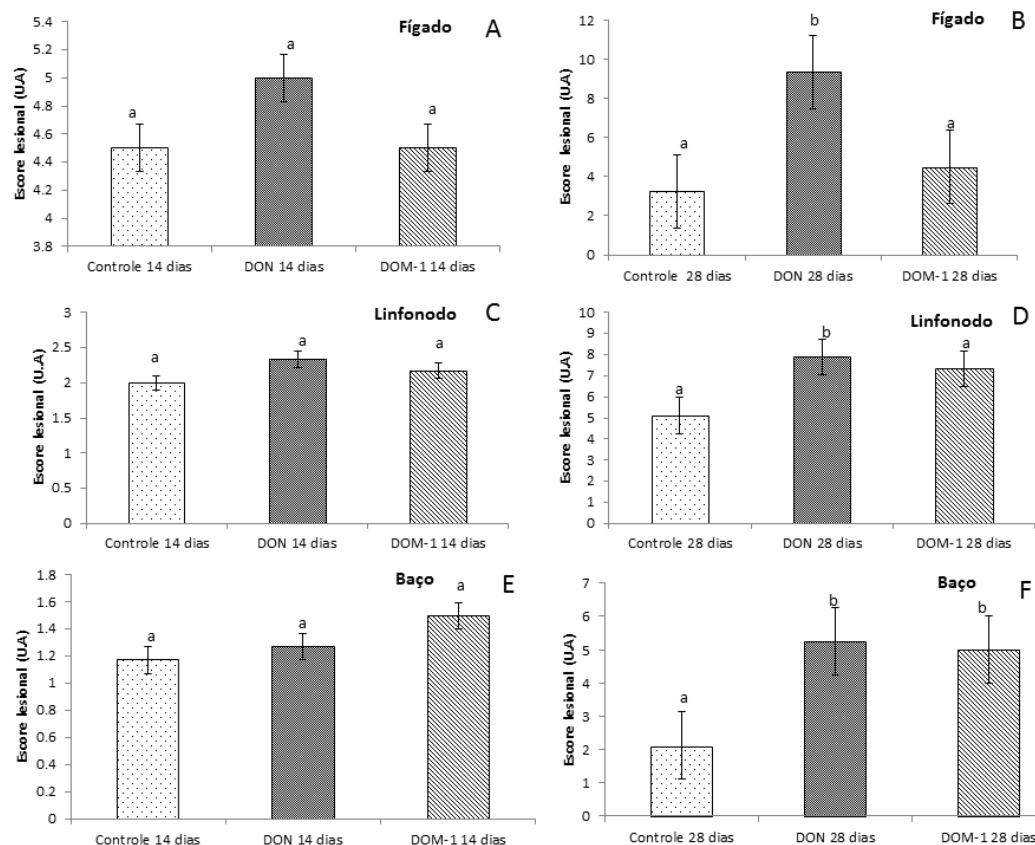 Fígado A
Escore lesional (U.A)
5.4
5.2
5
4.8
4.6
4.4
4.2
4
3.8
a
a
a
Controle 14 dias
DON 14 dias
DOM-1 14 dias
Fígado B
Escore lesional (U.A)
12
10
8
6
4
2
0
a
b
a
Controle 28 dias
DON 28 dias
DOM-1 28 dias
Linfonodo C
Escore lesional (U.A)
3
2.5
2
1.5
1
0.5
0
a
a
a
Controle 14 dias
DON 14 dias
DOM-1 14 dias
Linfonodo D
Escore lesional (U.A)
10
9
8
7
6
5
4
3
2
1
0
a
b
a
Controle 28 dias
DON 28 dias
DOM-1 28 dias
Baço E
Escore lesional (U.A)
1.8
1.6
1.4
1.2
1
0.8
0.6
0.4
0.2
0
a
a
a
Controle 14 dias
DON 14 dias
DOM-1 14 dias
Baço F
Escore lesional (U.A)
7
6
5
4
3
2
1
0
a
b
b
Controle 28 dias
DON 28 dias
DOM-1 28 dias